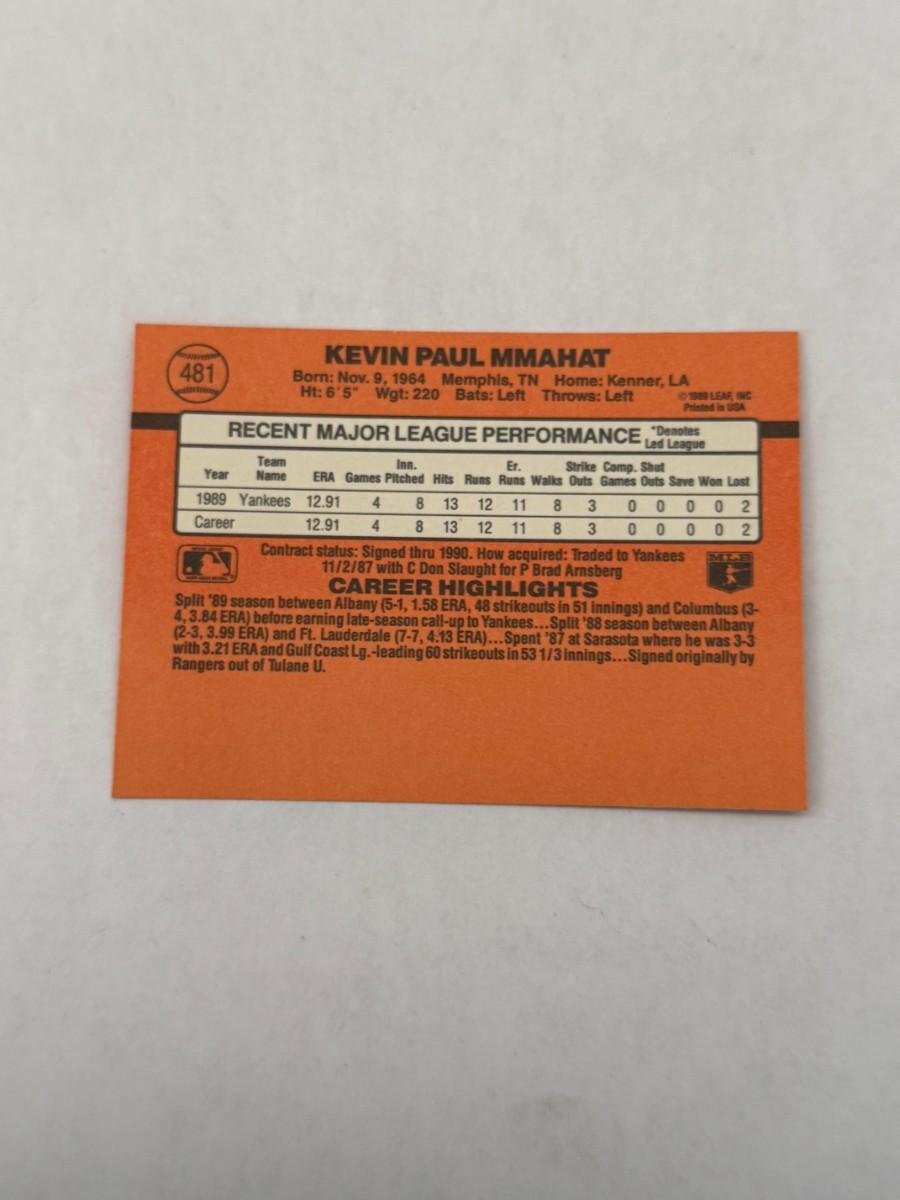 481
KEVIN PAUL MMAHAT
Born: Nov. 9, 1964 Memphis, TN Home: Kenner, LA
Ht: 6'5" Wgt: 220 Bats: Left Throws: Left
© 1989 LEAF, INC
Printed in USA
RECENT MAJOR LEAGUE PERFORMANCE *Denotes Led League
Year Team Name ERA Games Inn. Pitched Hits Runs Er. Runs Walks Strike Outs Comp. Games Shut Outs Save Won Lost
1989 Yankees 12.91 4 8 13 12 11 8 3 0 0 0 0 2
Career 12.91 4 8 13 12 11 8 3 0 0 0 0 2
Contract status: Signed thru 1990. How acquired: Traded to Yankees
11/2/87 with C Don Slaught for P Brad Arnsberg
MLB
CAREER HIGHLIGHTS
Split '89 season between Albany (5-1, 1.58 ERA, 48 strikeouts in 51 innings) and Columbus (3-
4, 3.84 ERA) before earning late-season call-up to Yankees...Split '88 season between Albany
(2-3, 3.99 ERA) and Ft. Lauderdale (7-7, 4.13 ERA)...Spent '87 at Sarasota where he was 3-3
with 3.21 ERA and Gulf Coast Lg.-leading 60 strikeouts in 53 1/3 innings...Signed originally by
Rangers out of Tulane U.